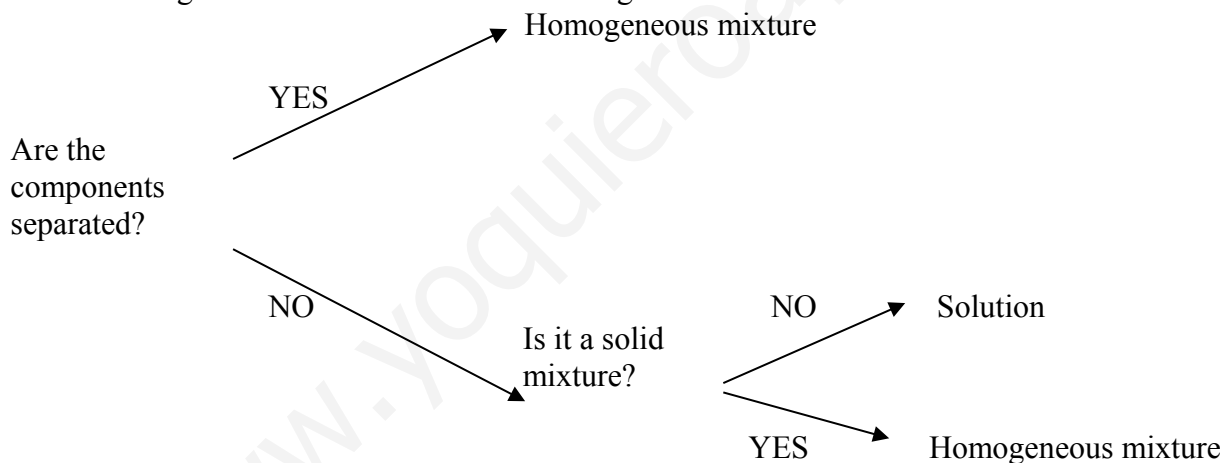 Homogeneous mixture
YES
Are the
components
separated?
NO
Is it a solid
mixture?
NO
Solution
YES
Homogeneous mixture